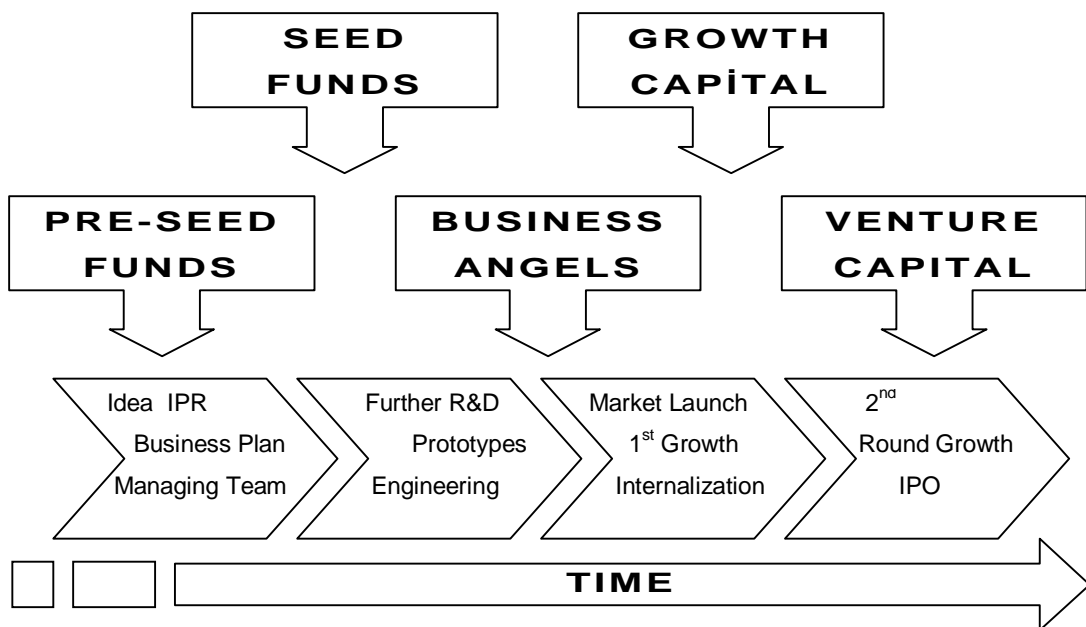 SEED
FUNDS
GROWTH
CAPİTAL
PRE-SEED
FUNDS
BUSINESS
ANGELS
VENTURE
CAPITAL
Idea IPR
Business Plan
Managing Team
Further R&D
Prototypes
Engineering
Market Launch
1st Growth
Internalization
2nd
Round Growth
IPO
TIME